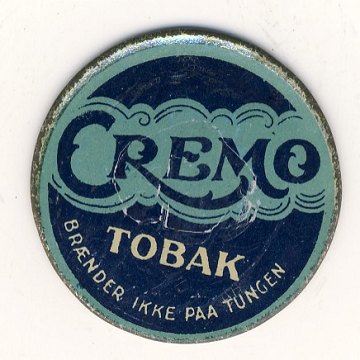 CREMO
TOBAK
BRÆNDER IKKE PAA TUNGEN